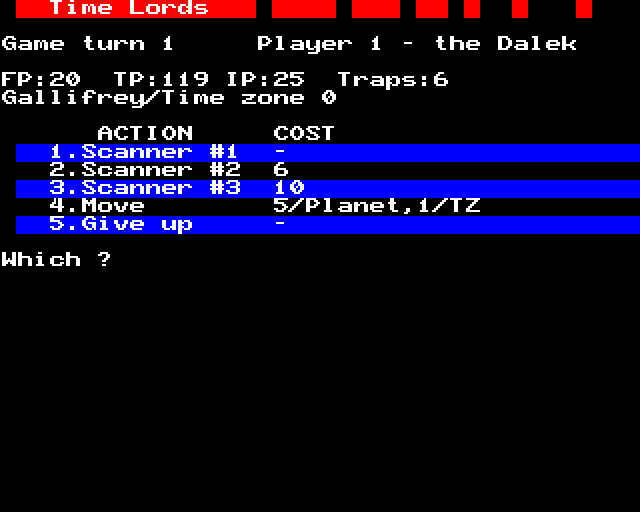 Time Lords
Game turn 1 Player 1 - the Dalek
FP:20 TP:119 IP:25 Traps:6
Gallifrey/Time zone 0
ACTION COST
1.Scanner #1 -
2.Scanner #2 6
3.Scanner #3 10
4.Move 5/Planet,1/TZ
5.Give up -
Which ?